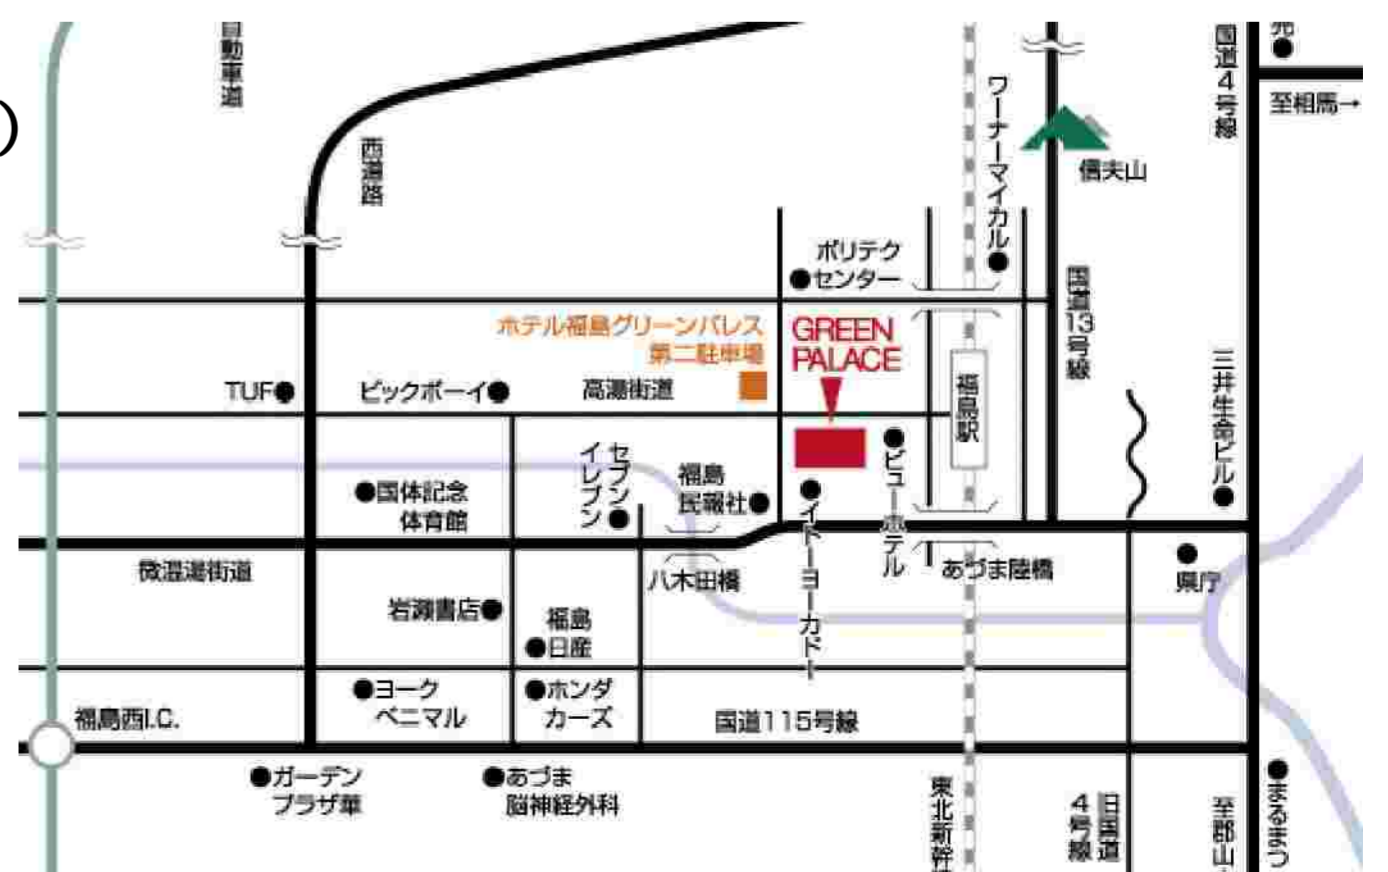 )
自動車道
西道路
ワーナーマイカル
国道4号線
至相馬→
信夫山
ポリテク
センター
国道13号線
ホテル福島グリーンパレス
第二駐車場
GREEN
PALACE
TUF
ビックボーイ
高湯街道
福島駅
三井生命ビル
国体記念
体育館
セブン
イレブン
福島
民報社
イトーヨーカドー
ビューホテル
微温湯街道
八木田橋
あづま陸橋
県庁
岩瀬書店
福島
日産
ヨーク
ベニマル
ホンダ
カーズ
福島西I.C.
国道115号線
ガーデン
プラザ華
あづま
脳神経外科
東北新幹
旧国道
4号線
至郡山
まるまつ